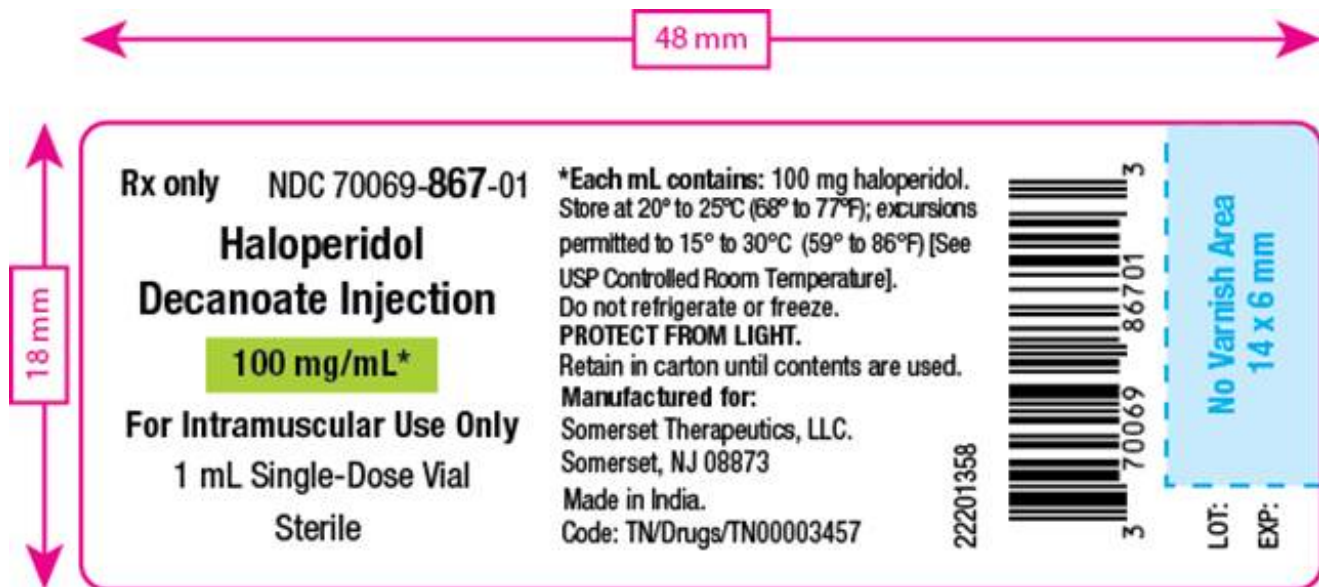 48 mm
18 mm
Rx only NDC 70069-867-01
Haloperidol
Decanoate Injection
100 mg/mL*
For Intramuscular Use Only
1 mL Single-Dose Vial
Sterile
*Each mL contains: 100 mg haloperidol.
Store at 20° to 25°C (68° to 77°F); excursions
permitted to 15° to 30°C (59° to 86°F) [See
USP Controlled Room Temperature].
Do not refrigerate or freeze.
PROTECT FROM LIGHT.
Retain in carton until contents are used.
Manufactured for:
Somerset Therapeutics, LLC.
Somerset, NJ 08873
Made in India.
Code: TN/Drugs/TN00003457
22201358
3 70069 86701 3
No Varnish Area
14 x 6 mm
LOT:
EXP: